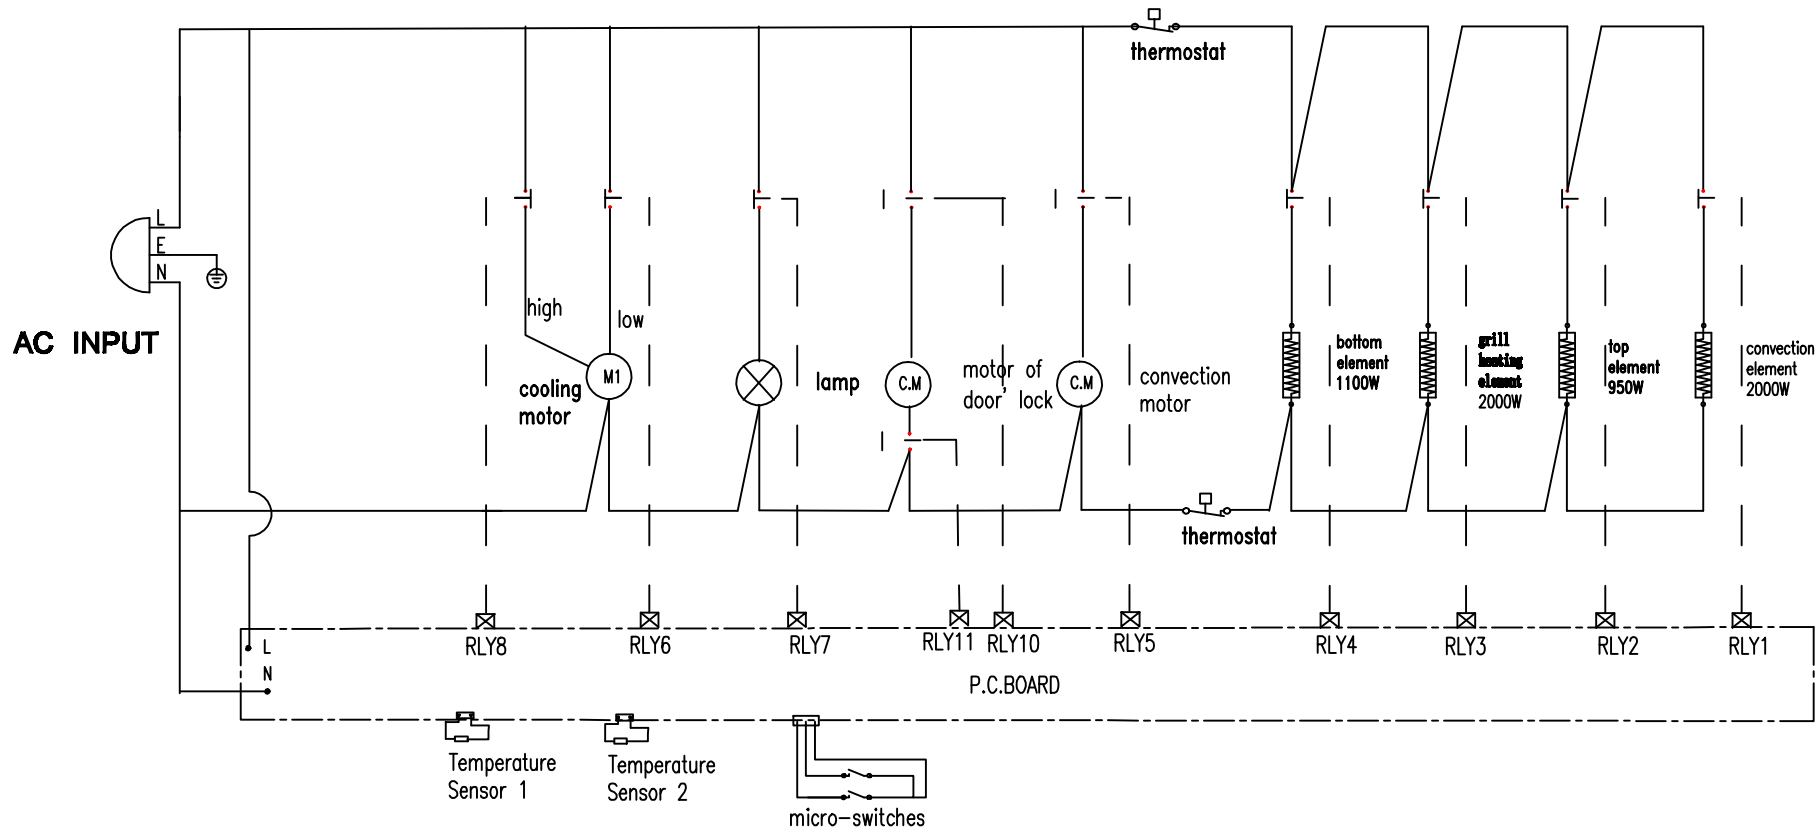 thermostat
L
E
N
AC INPUT
high
low
M1
cooling
motor
lamp
C.M
motor of
door' lock
C.M
convection
motor
bottom
element
1100W
grill
heating
element
2000W
top
element
950W
convection
element
2000W
thermostat
RLY8
RLY6
RLY7
RLY11
RLY10
RLY5
RLY4
RLY3
RLY2
RLY1
L
N
P.C.BOARD
Temperature
Sensor 1
Temperature
Sensor 2
micro-switches